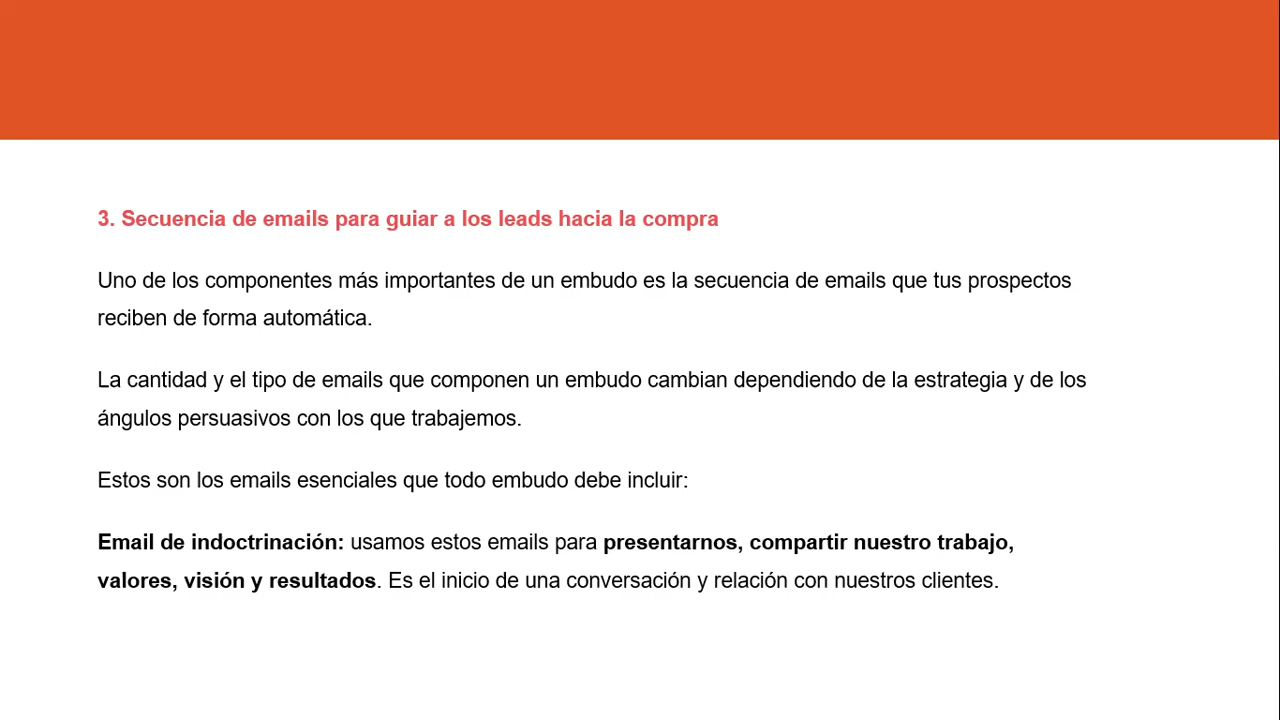 3. Secuencia de emails para guiar a los leads hacia la compra
Uno de los componentes más importantes de un embudo es la secuencia de emails que tus prospectos
reciben de forma automática.
La cantidad y el tipo de emails que componen un embudo cambian dependiendo de la estrategia y de los
ángulos persuasivos con los que trabajemos.
Estos son los emails esenciales que todo embudo debe incluir:
Email de indoctrinación: usamos estos emails para presentarnos, compartir nuestro trabajo,
valores, visión y resultados. Es el inicio de una conversación y relación con nuestros clientes.